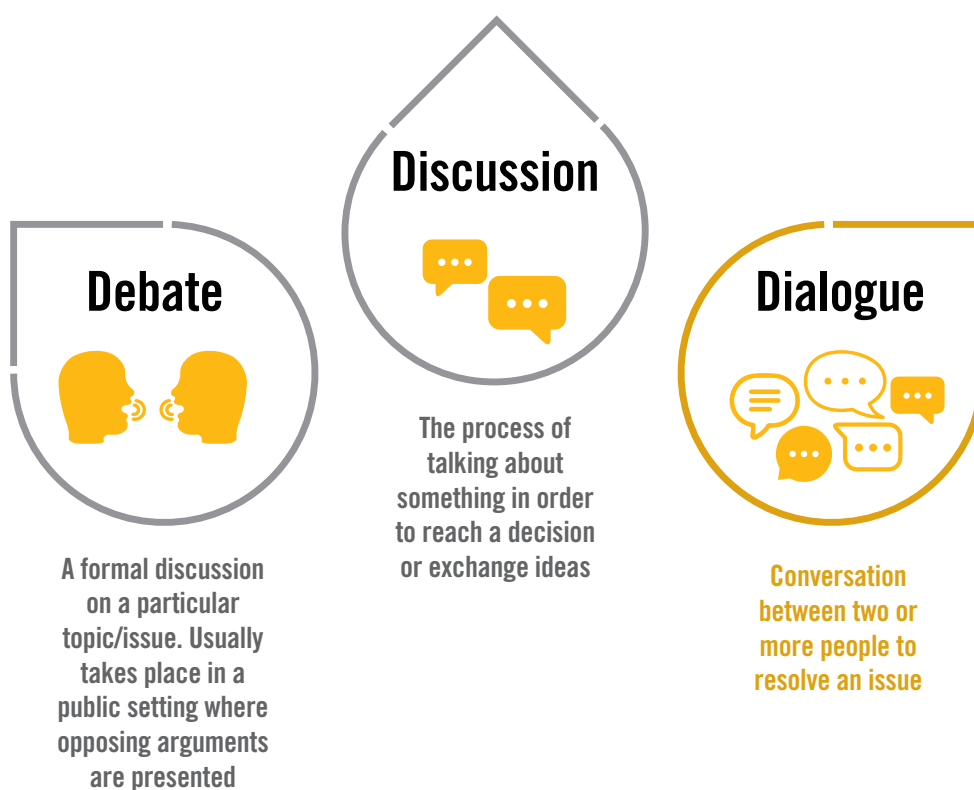 Debate
A formal discussion
on a particular
topic/issue. Usually
takes place in a
public setting where
opposing arguments
are presented
Discussion
The process of
talking about
something in order
to reach a decision
or exchange ideas
Dialogue
Conversation
between two or
more people to
resolve an issue